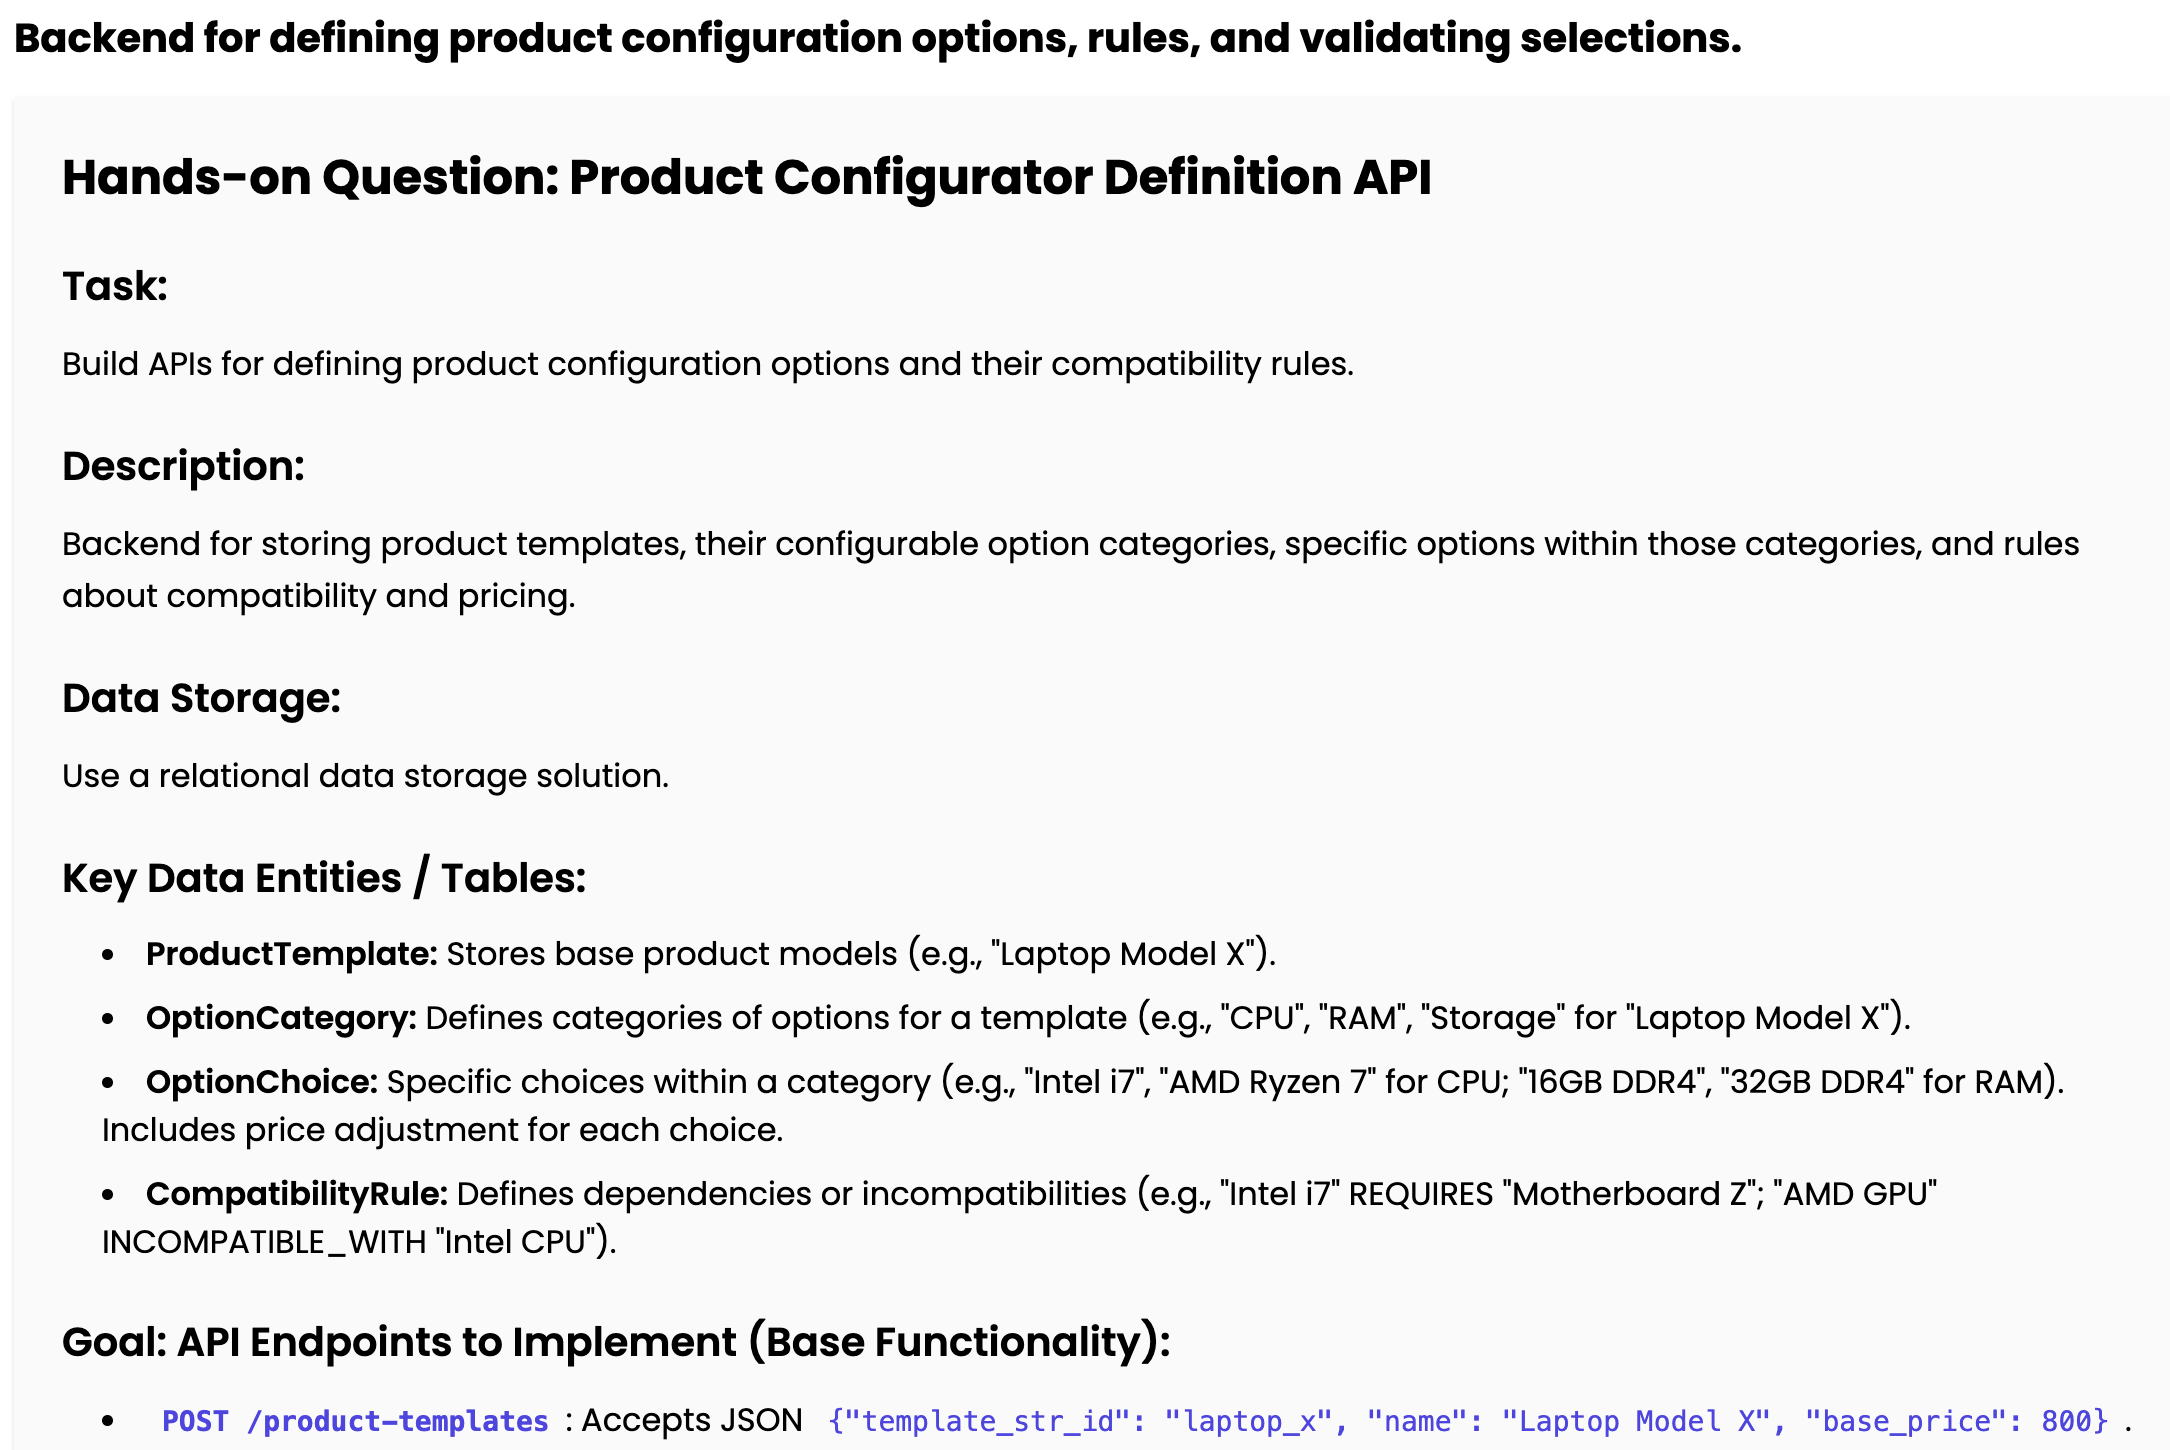 Backend for defining product configuration options, rules, and validating selections.
Hands-on Question: Product Configurator Definition API
Task:
Build APIs for defining product configuration options and their compatibility rules.
Description:
Backend for storing product templates, their configurable option categories, specific options within those categories, and rules
about compatibility and pricing.
Data Storage:
Use a relational data storage solution.
Key Data Entities / Tables:
• ProductTemplate: Stores base product models (e.g., "Laptop Model X").
• OptionCategory: Defines categories of options for a template (e.g., "CPU", "RAM", "Storage" for "Laptop Model X").
• OptionChoice: Specific choices within a category (e.g., "Intel i7", "AMD Ryzen 7" for CPU; "16GB DDR4", "32GB DDR4" for RAM).
Includes price adjustment for each choice.
• CompatibilityRule: Defines dependencies or incompatibilities (e.g., "Intel i7" REQUIRES "Motherboard Z"; "AMD GPU"
INCOMPATIBLE_WITH "Intel CPU").
Goal: API Endpoints to Implement (Base Functionality):
• POST /product-templates : Accepts JSON {"template_str_id": "laptop_x", "name": "Laptop Model X", "base_price": 800} .